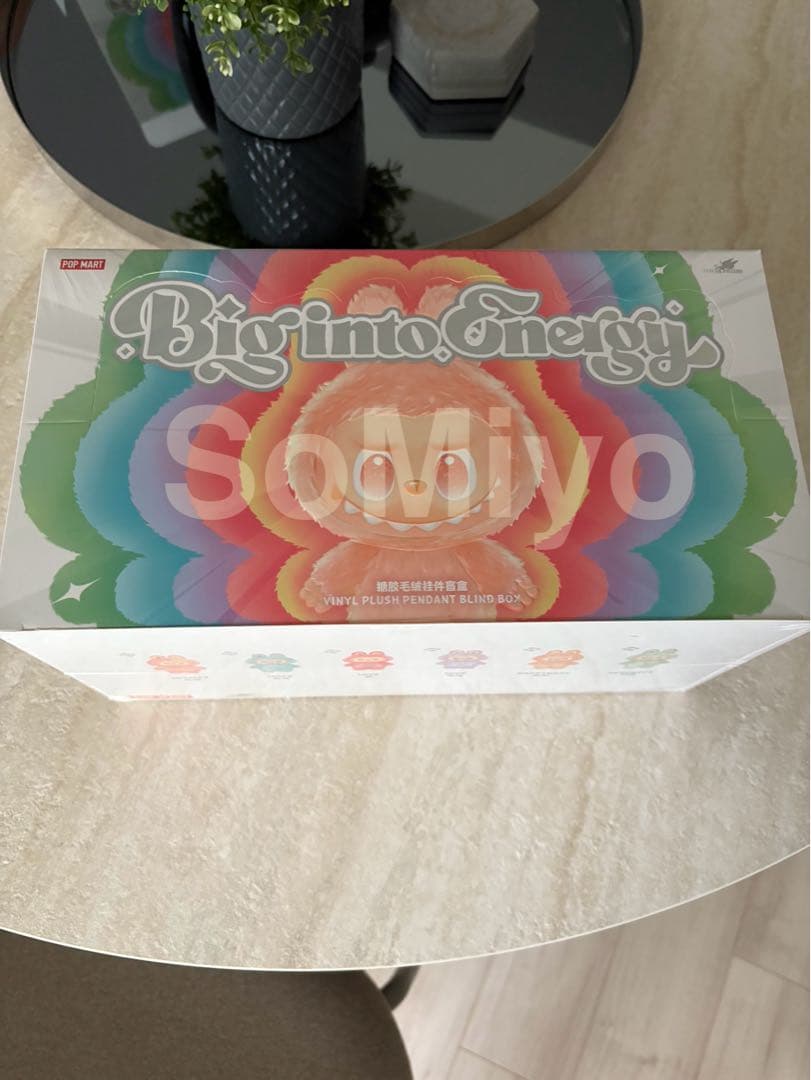 POP MART
Big into Energy
SoMiyo
搪胶毛绒挂件盲盒
VINYL PLUSH PENDANT BLIND BOX